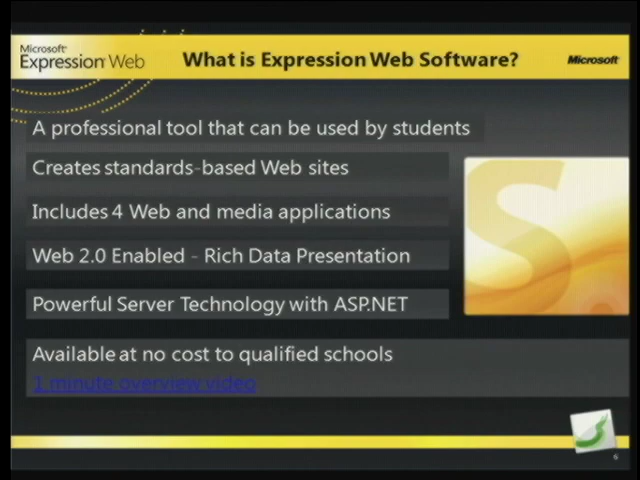 Microsoft®
Expression® Web
What is Expression Web Software?
Microsoft®
A professional tool that can be used by students
Creates standards-based Web sites
Includes 4 Web and media applications
Web 2.0 Enabled - Rich Data Presentation
Powerful Server Technology with ASP.NET
Available at no cost to qualified schools
1 minute overview video
6